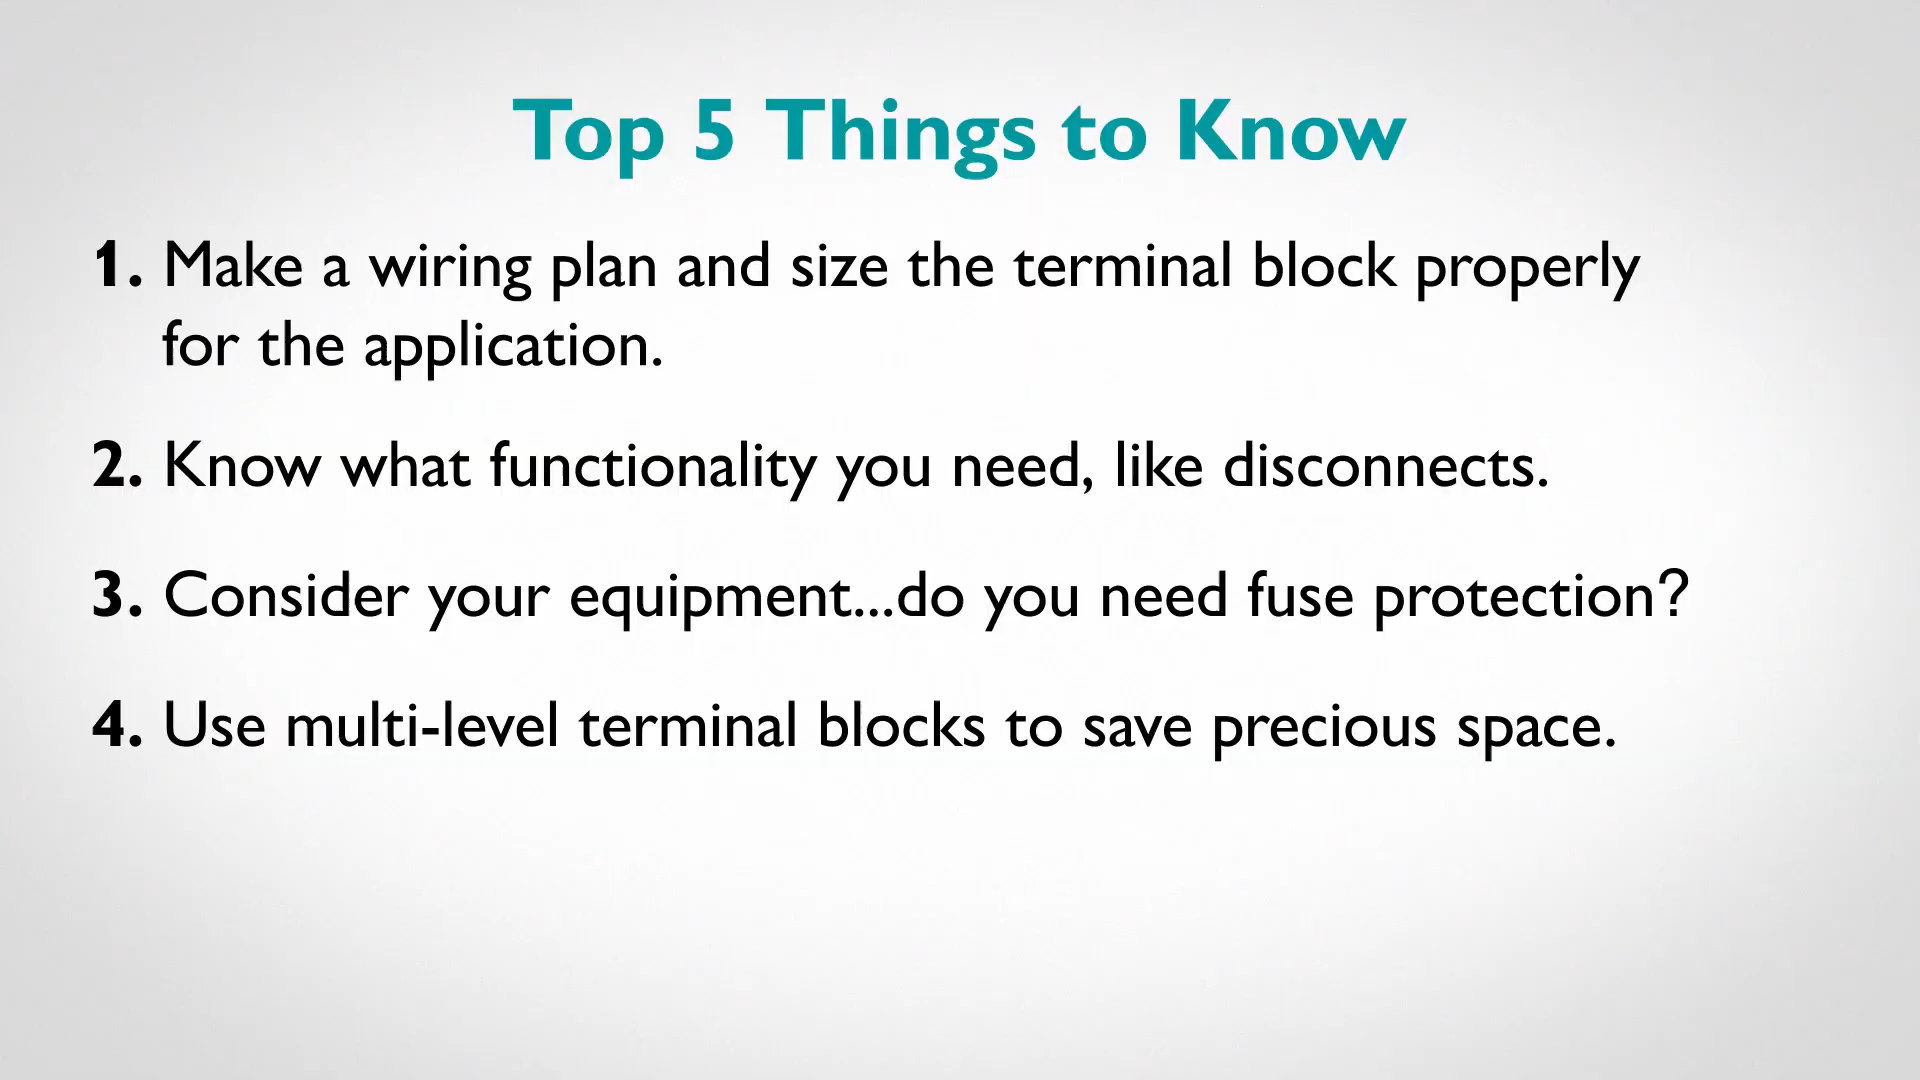 Top 5 Things to Know
1. Make a wiring plan and size the terminal block properly
for the application.
2. Know what functionality you need, like disconnects.
3. Consider your equipment...do you need fuse protection?
4. Use multi-level terminal blocks to save precious space.